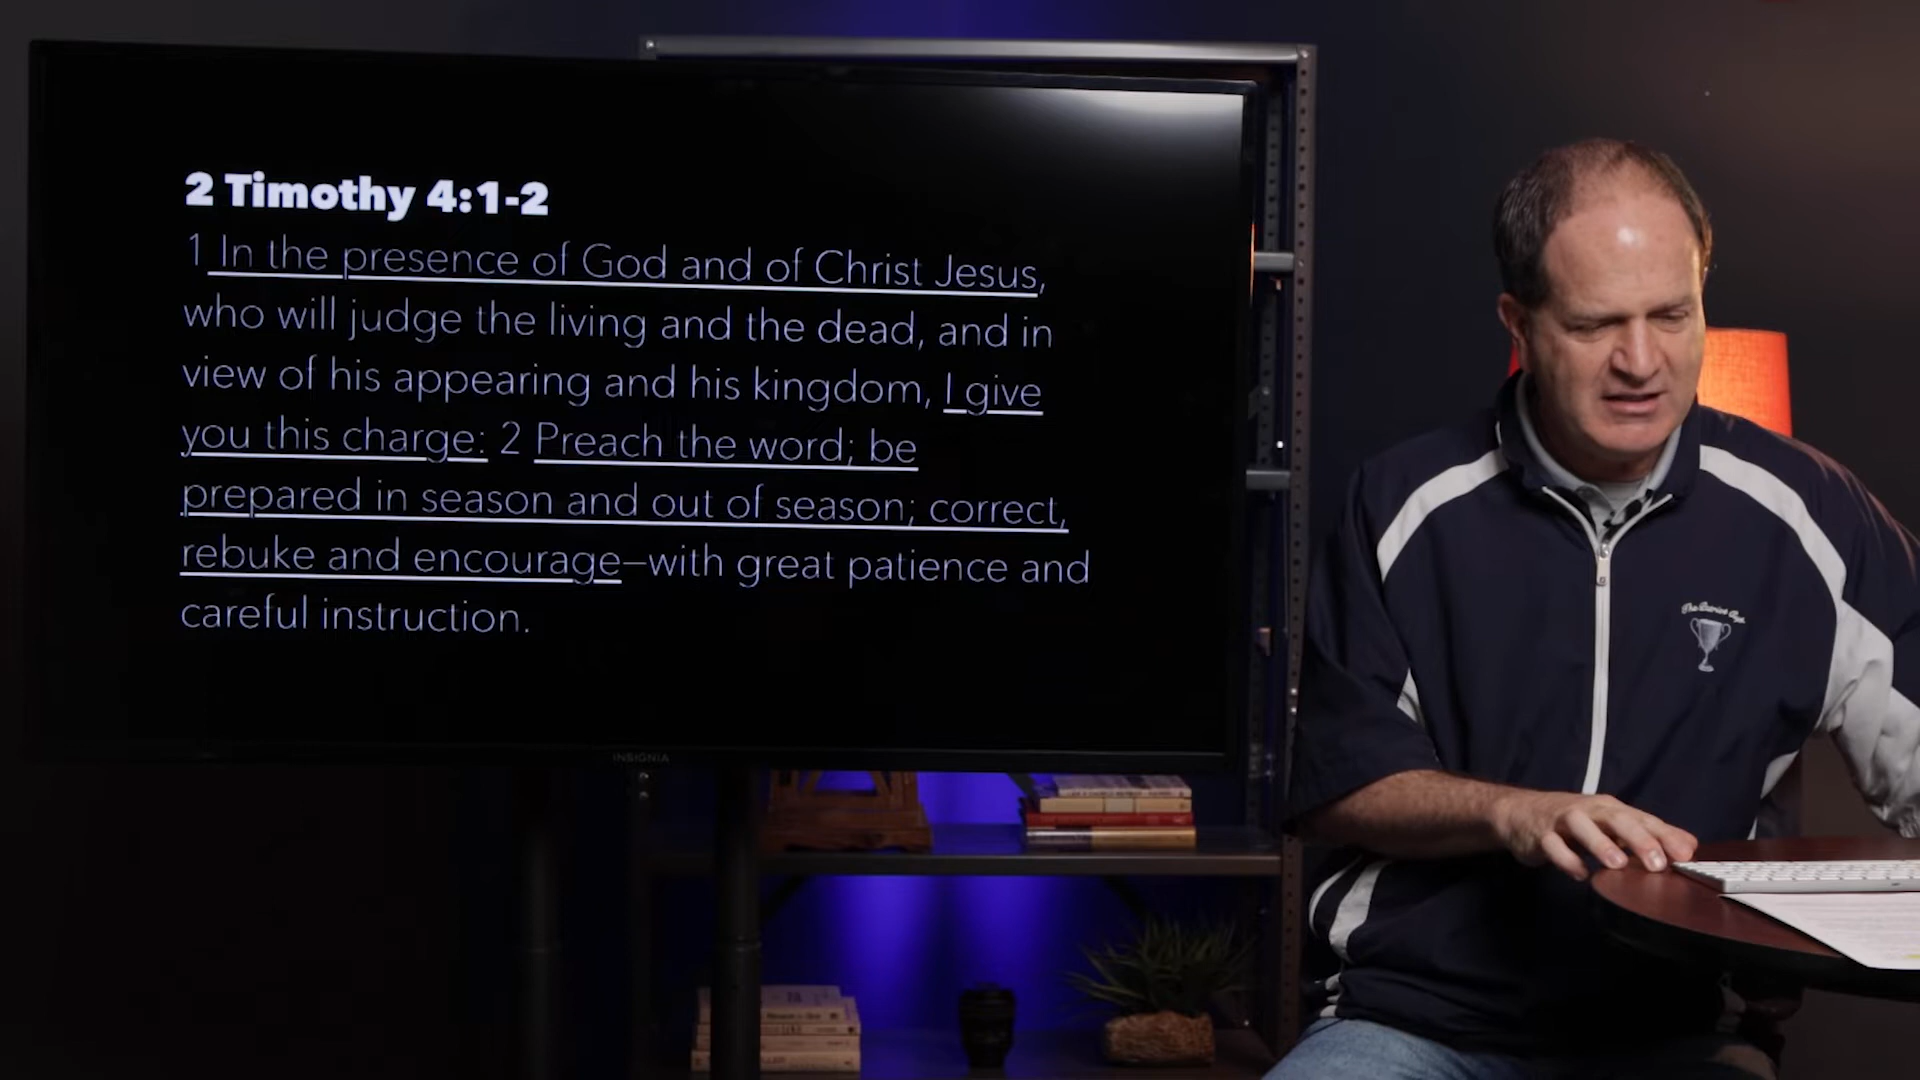 2 Timothy 4:1-2
1 In the presence of God and of Christ Jesus,
who will judge the living and the dead, and in
view of his appearing and his kingdom, I give
you this charge: 2 Preach the word; be
prepared in season and out of season; correct,
rebuke and encourage—with great patience and
careful instruction.
INSIGNIA